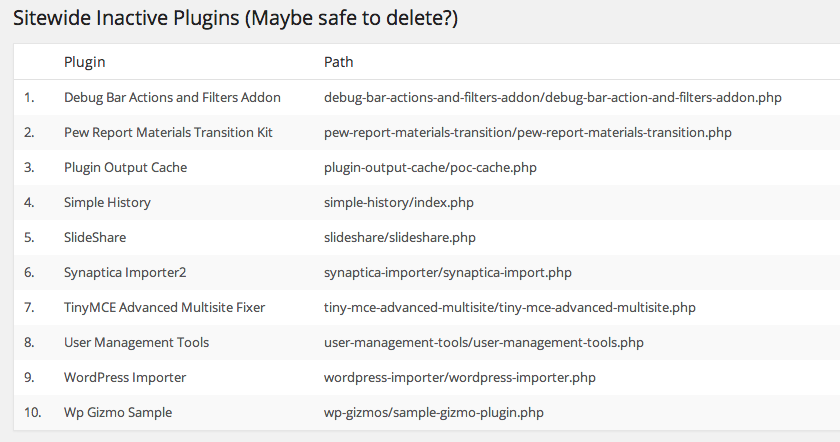 Sitewide Inactive Plugins (Maybe safe to delete?)
Plugin Path
1. Debug Bar Actions and Filters Addon debug-bar-actions-and-filters-addon/debug-bar-action-and-filters-addon.php
2. Pew Report Materials Transition Kit pew-report-materials-transition/pew-report-materials-transition.php
3. Plugin Output Cache plugin-output-cache/poc-cache.php
4. Simple History simple-history/index.php
5. SlideShare slideshare/slideshare.php
6. Synaptica Importer2 synaptica-importer/synaptica-import.php
7. TinyMCE Advanced Multisite Fixer tiny-mce-advanced-multisite/tiny-mce-advanced-multisite.php
8. User Management Tools user-management-tools/user-management-tools.php
9. WordPress Importer wordpress-importer/wordpress-importer.php
10. Wp Gizmo Sample wp-gizmos/sample-gizmo-plugin.php